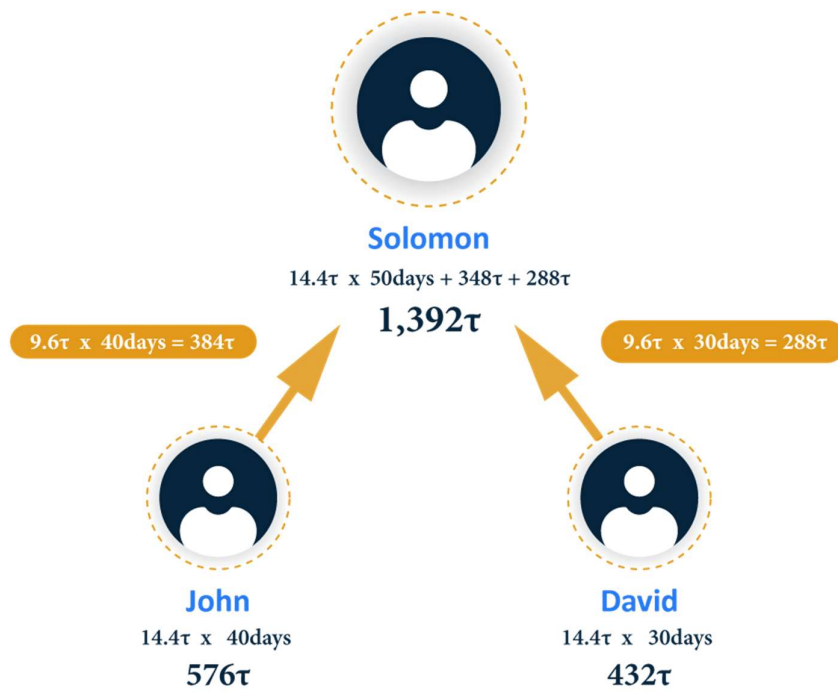 Solomon
14.4τ x 50days + 348τ + 288τ
1,392τ
9.6τ x 40days = 384τ
9.6τ x 30days = 288τ
John
14.4τ x 40days
576τ
David
14.4τ x 30days
432τ